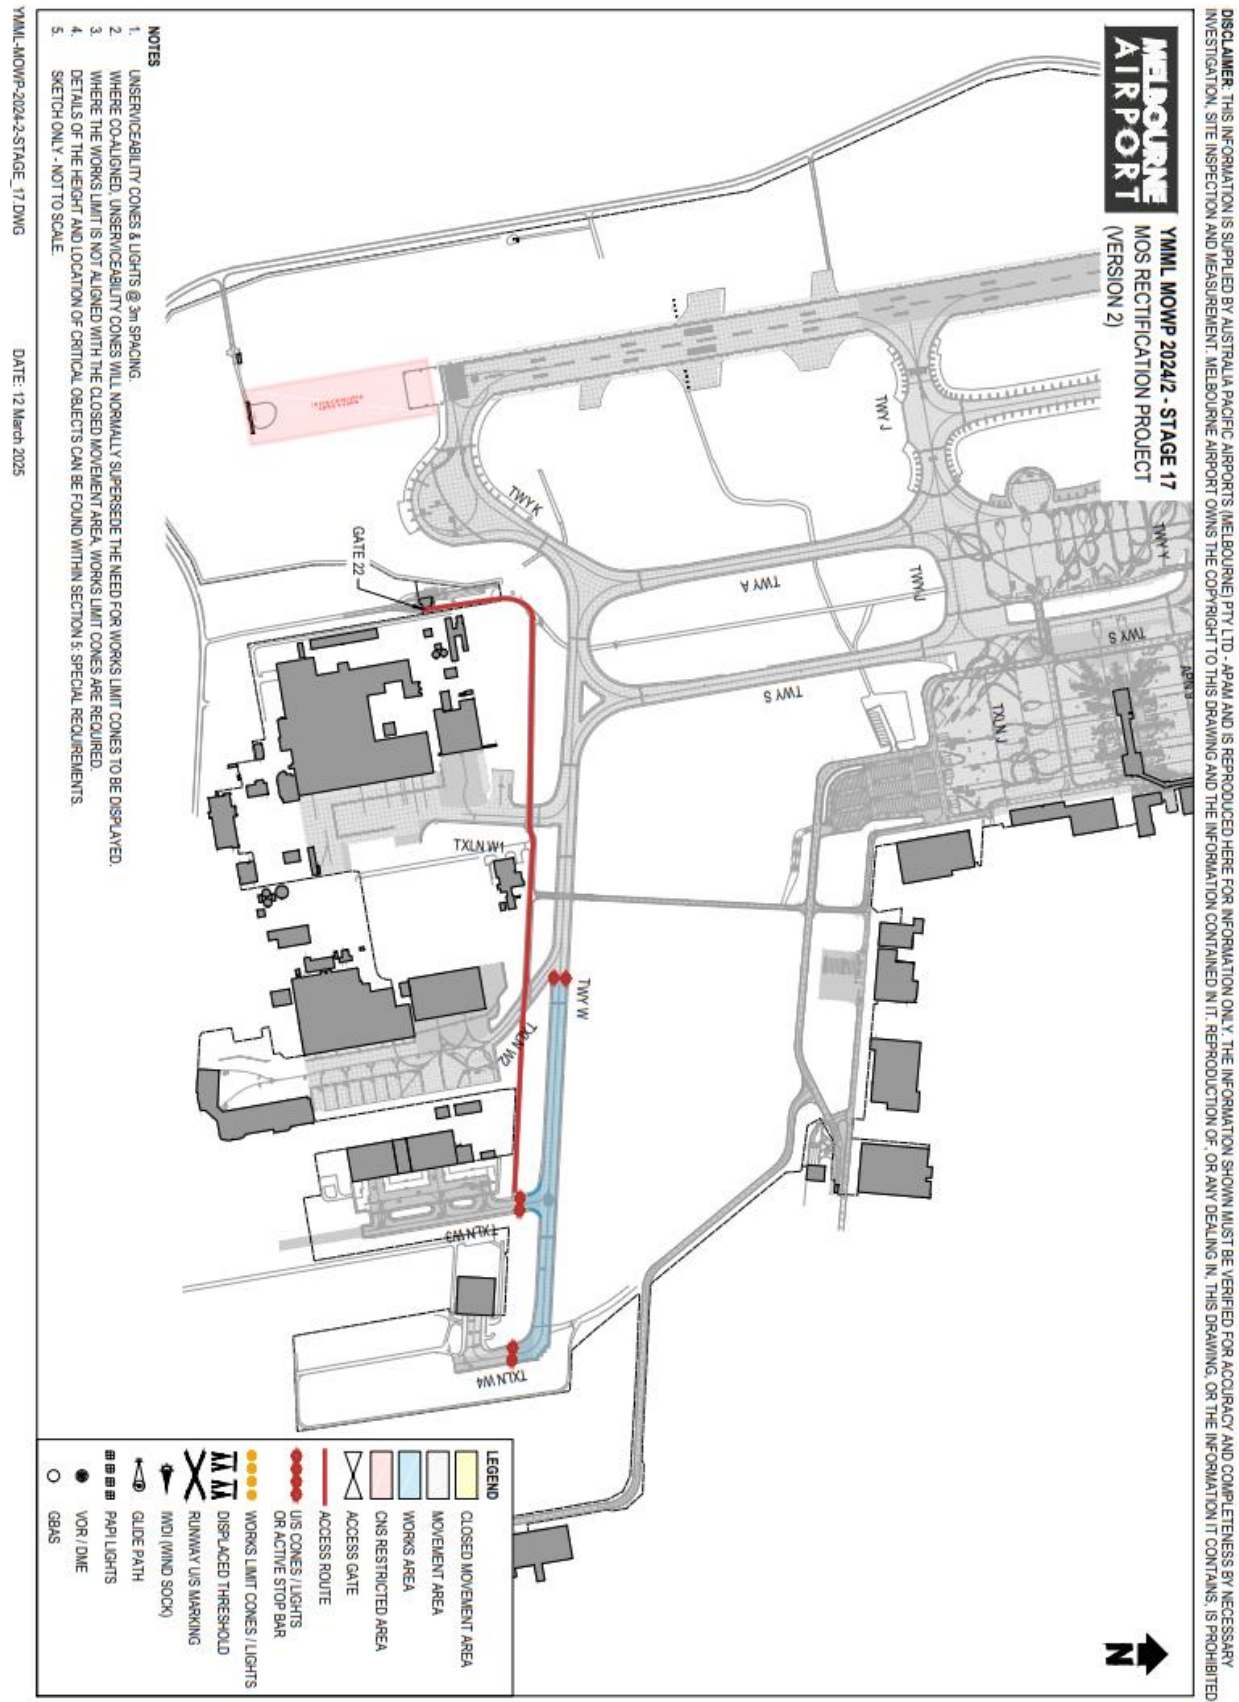 DISCLAIMER: THIS INFORMATION IS SUPPLIED BY AUSTRALIA PACIFIC AIRPORTS (MELBOURNE) PTY LTD - APAM AND IS REPRODUCED HERE FOR INFORMATION ONLY. THE INFORMATION SHOWN MUST BE VERIFIED FOR ACCURACY AND COMPLETENESS BY NECESSARY
INVESTIGATION, SITE INSPECTION AND MEASUREMENT. MELBOURNE AIRPORT OWNS THE COPYRIGHT TO THIS DRAWING AND THE INFORMATION CONTAINED IN IT. REPRODUCTION OF, OR ANY DEALING IN, THIS DRAWING, OR THE INFORMATION IT CONTAINS, IS PROHIBITED
MELBOURNE
AIRPORT
YMML MOWP 2024/2 - STAGE 17
MOS RECTIFICATION PROJECT
(VERSION 2)
TWY Y
TWY S
APN 9
TWY J
TWY J
TXLN J
TWY A
TWY S
TWY K
GATE 22
TWY W
TXLN W1
TXLN W2
TXLN W3
TXLN W4
NOTES
1. UNSERVICEABILITY CONES & LIGHTS @ 3m SPACING.
2. WHERE CO-ALIGNED, UNSERVICEABILITY CONES WILL NORMALLY SUPERSEDE THE NEED FOR WORKS LIMIT CONES TO BE DISPLAYED.
3. WHERE THE WORKS LIMIT IS NOT ALIGNED WITH THE CLOSED MOVEMENT AREA, WORKS LIMIT CONES ARE REQUIRED.
4. DETAILS OF THE HEIGHT AND LOCATION OF CRITICAL OBJECTS CAN BE FOUND WITHIN SECTION 5: SPECIAL REQUIREMENTS.
5. SKETCH ONLY - NOT TO SCALE.
LEGEND
CLOSED MOVEMENT AREA
MOVEMENT AREA
WORKS AREA
CNS RESTRICTED AREA
ACCESS GATE
ACCESS ROUTE
U/S CONES / LIGHTS
OR ACTIVE STOP BAR
WORKS LIMIT CONES / LIGHTS
DISPLACED THRESHOLD
RUNWAY U/S MARKING
IWDI (WIND SOCK)
GLIDE PATH
PAPI LIGHTS
VOR / DME
GBAS
N
YMML-MOWP-2024-2-STAGE_17.DWG
DATE: 12 March 2025